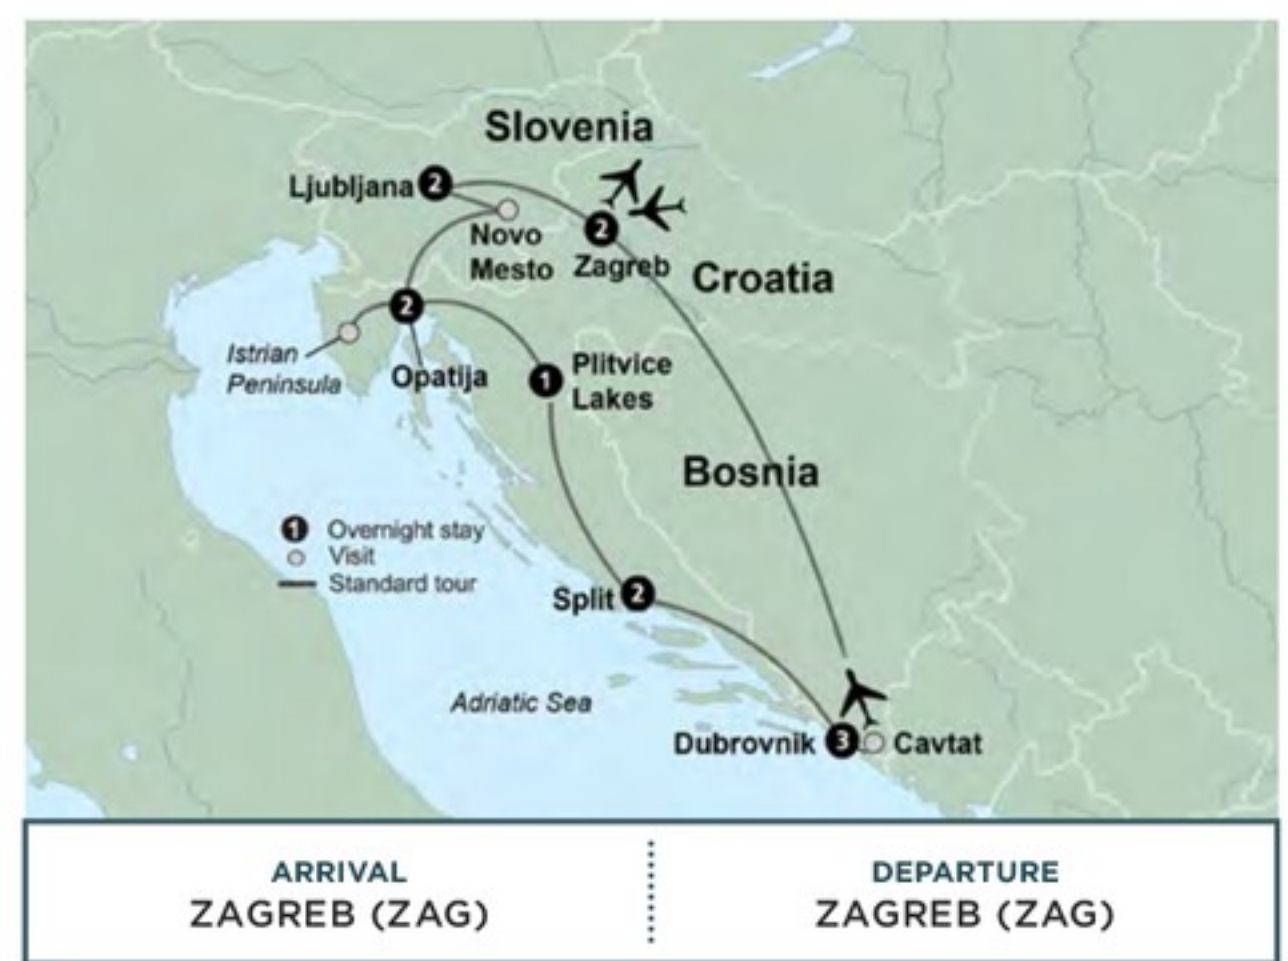 Slovenia
Ljubljana 2
Novo
Mesto
2
Zagreb
Croatia
2
Istrian
Peninsula
Opatija
1
Plitvice
Lakes
Bosnia
1 Overnight stay
Visit
Standard tour
Split 2
Adriatic Sea
Dubrovnik 3 Cavtat
ARRIVAL
ZAGREB (ZAG)
DEPARTURE
ZAGREB (ZAG)